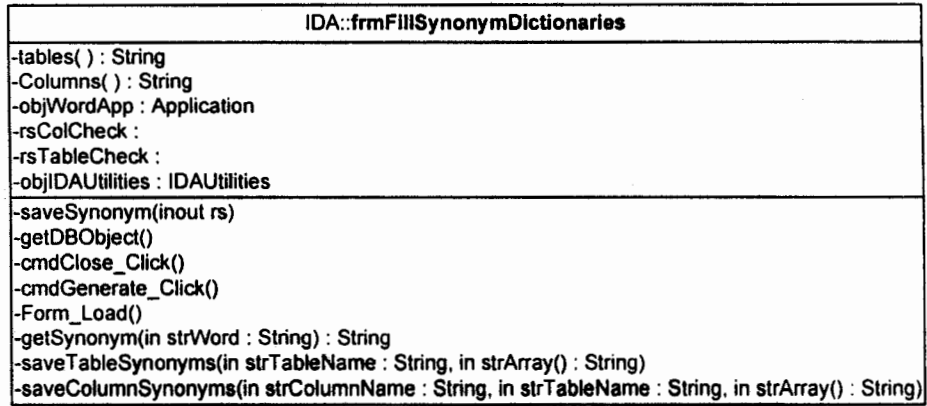 IDA::frmFillSynonymDictionaries
-tables( ) : String
-Columns( ) : String
-objWordApp : Application
-rsColCheck :
-rsTableCheck :
-objIDAUtilities : IDAUtilities
-saveSynonym(inout rs)
-getDBObject()
-cmdClose_Click()
-cmdGenerate_Click()
-Form_Load()
-getSynonym(in strWord : String) : String
-saveTableSynonyms(in strTableName : String, in strArray() : String)
-saveColumnSynonyms(in strColumnName : String, in strTableName : String, in strArray() : String)